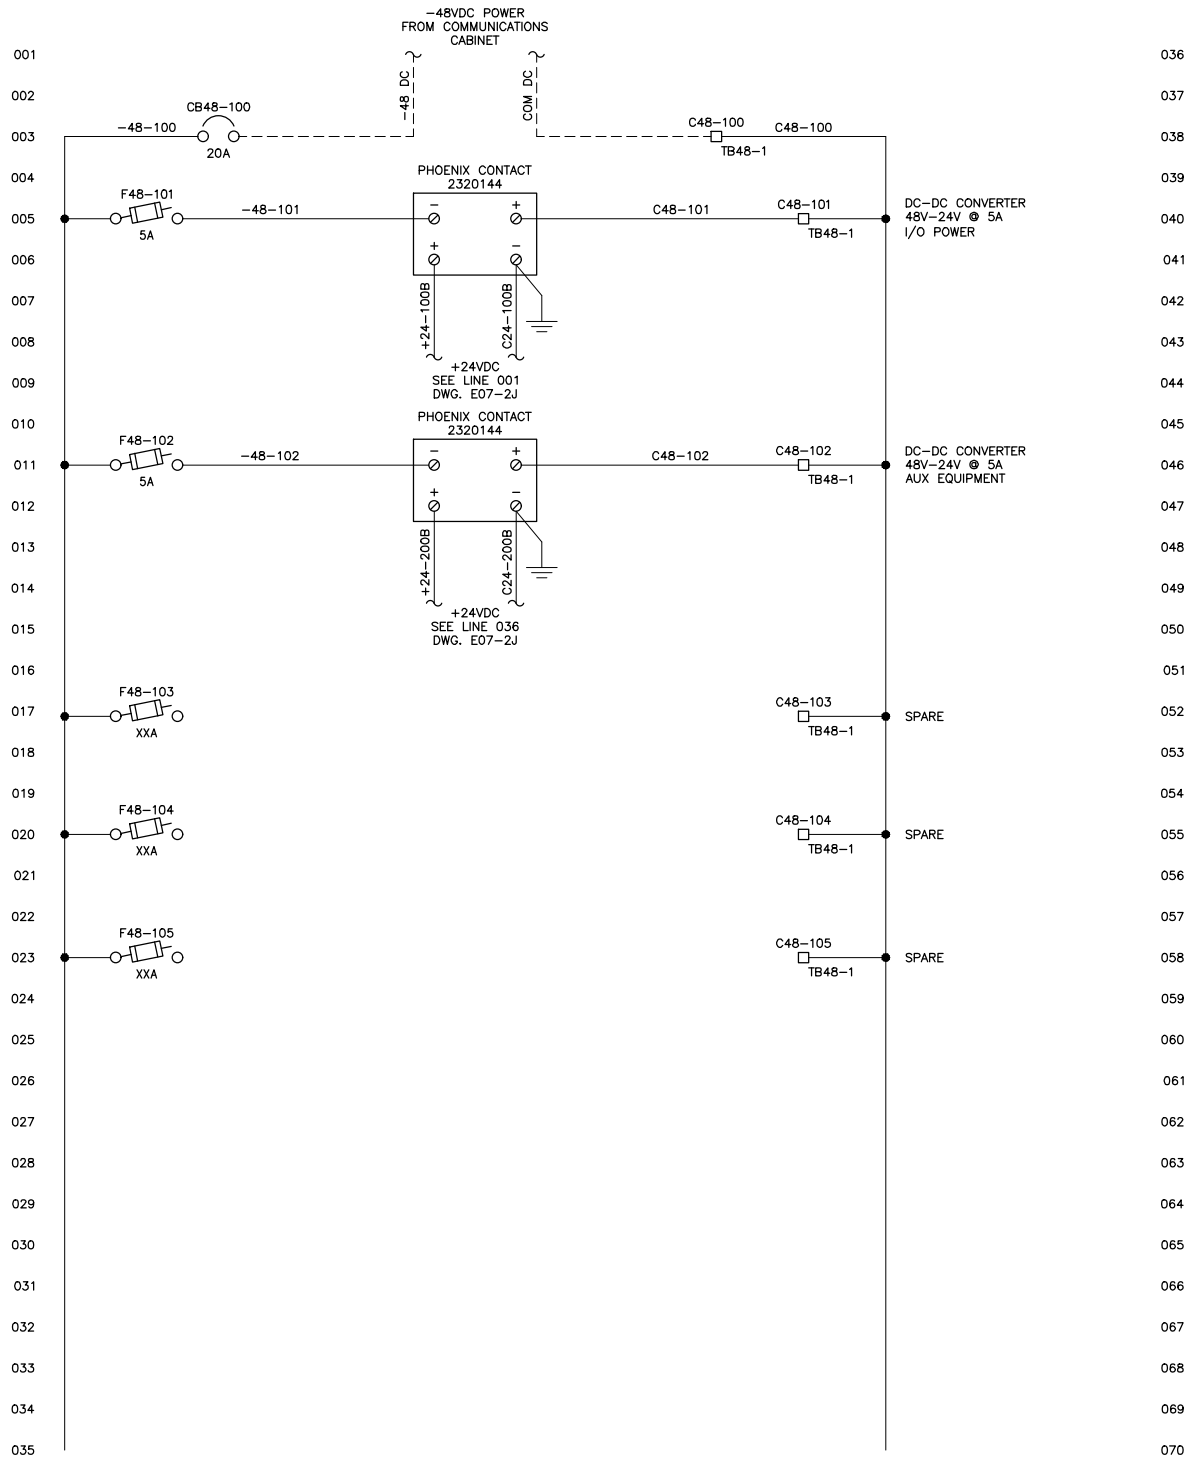 -48VDC POWER
FROM COMMUNICATIONS
CABINET
001 036
-48 DC
COM DC
002 037
CB48-100
-48-100
C48-100
C48-100
003 038
20A
TB48-1
004 039
PHOENIX CONTACT
2320144
F48-101
-48-101
- +
C48-101
C48-101
DC-DC CONVERTER
48V-24V @ 5A
I/O POWER
005 040
5A
TB48-1
+ -
006 041
+24-100B
C24-100B
007 042
008 043
+24VDC
SEE LINE 001
DWG. E07-2J
009 044
010 045
PHOENIX CONTACT
2320144
F48-102
-48-102
- +
C48-102
C48-102
DC-DC CONVERTER
48V-24V @ 5A
AUX EQUIPMENT
011 046
5A
TB48-1
+ -
012 047
+24-200B
C24-200B
013 048
014 049
+24VDC
SEE LINE 036
DWG. E07-2J
015 050
016 051
F48-103
C48-103
017 SPARE 052
XXA
TB48-1
018 053
019 054
F48-104
C48-104
020 SPARE 055
XXA
TB48-1
021 056
022 057
F48-105
C48-105
023 SPARE 058
XXA
TB48-1
024 059
025 060
026 061
027 062
028 063
029 064
030 065
031 066
032 067
033 068
034 069
035 070